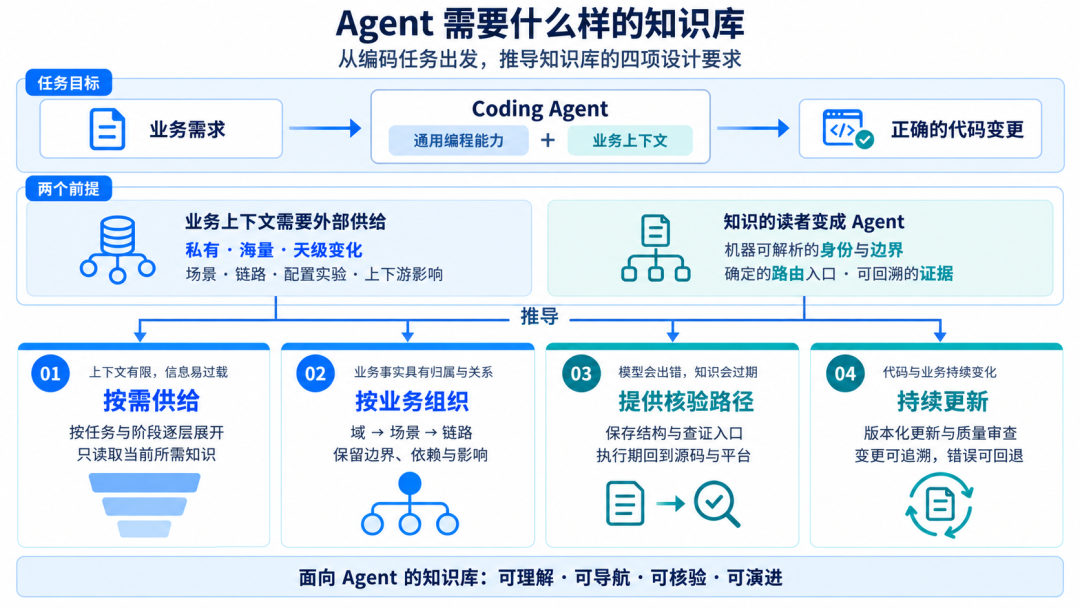 Agent 需要什么样的知识库
从编码任务出发，推导知识库的四项设计要求
任务目标
业务需求
Coding Agent
通用编程能力 + 业务上下文
</>
正确的代码变更
两个前提
业务上下文需要外部供给
私有 · 海量 · 天级变化
场景 · 链路 · 配置实验 · 上下游影响
知识的读者变成 Agent
机器可解析的身份与边界
确定的路由入口 · 可回溯的证据
推导
01
上下文有限，信息易过载
按需供给
按任务与阶段逐层展开
只读取当前所需知识
02
业务事实具有归属与关系
按业务组织
域 → 场景 → 链路
保留边界、依赖与影响
03
模型会出错，知识会过期
提供核验路径
保存结构与查证入口
执行期回到源码与平台
04
代码与业务持续变化
持续更新
版本化更新与质量审查
变更可追溯，错误可回退
面向 Agent 的知识库：可理解 · 可导航 · 可核验 · 可演进